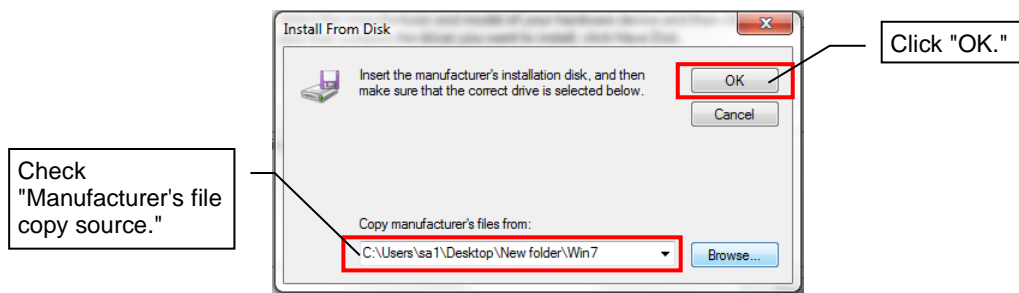 Install From Disk
Click "OK."
Insert the manufacturer's installation disk, and then
make sure that the correct drive is selected below.
OK
Cancel
Check
"Manufacturer's file
copy source."
Copy manufacturer's files from:
C:\Users\sa1\Desktop\New folder\Win7
Browse...